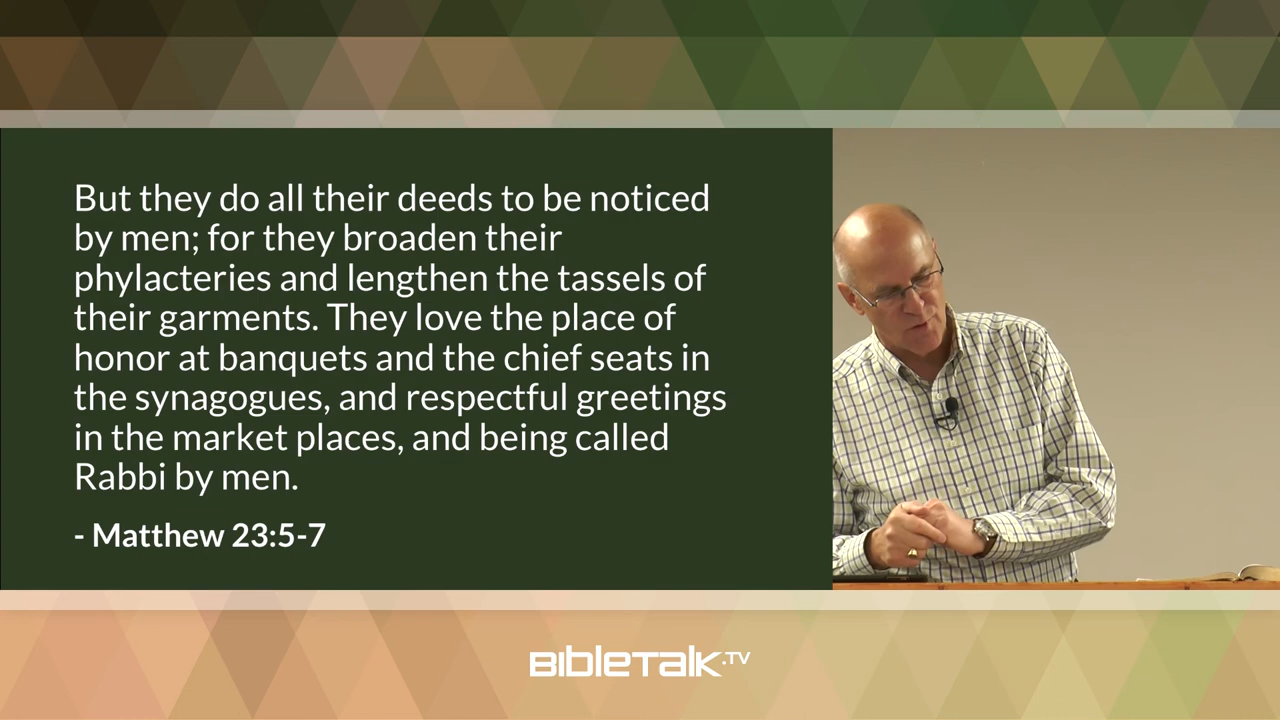 But they do all their deeds to be noticed
by men; for they broaden their
phylacteries and lengthen the tassels of
their garments. They love the place of
honor at banquets and the chief seats in
the synagogues, and respectful greetings
in the market places, and being called
Rabbi by men.
- Matthew 23:5-7
BibleTalk.TV